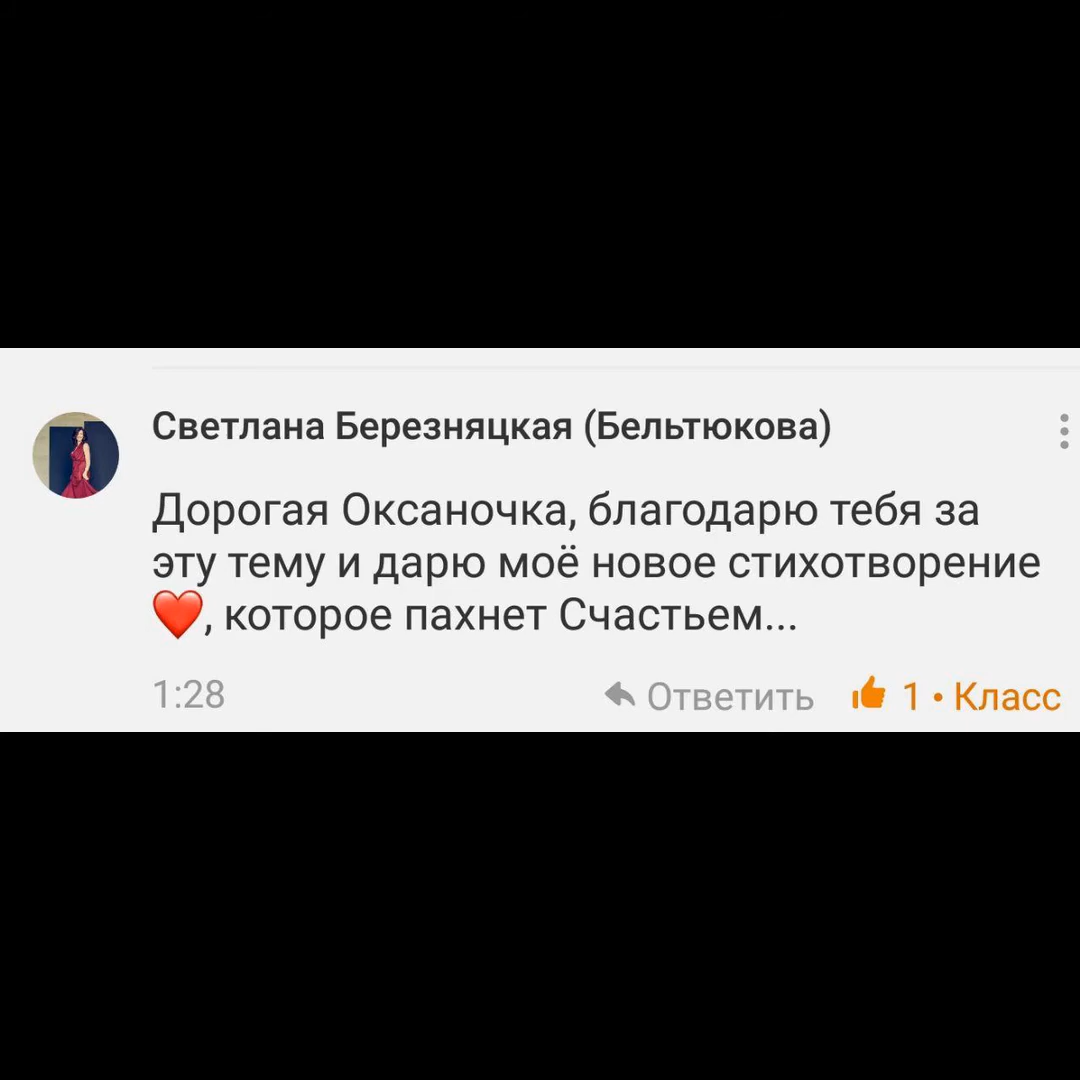 Светлана Березняцкая (Бельтюкова)
Дорогая Оксаночка, благодарю тебя за
эту тему и дарю моё новое стихотворение
❤️, которое пахнет Счастьем...
1:28 Ответить 1 • Класс